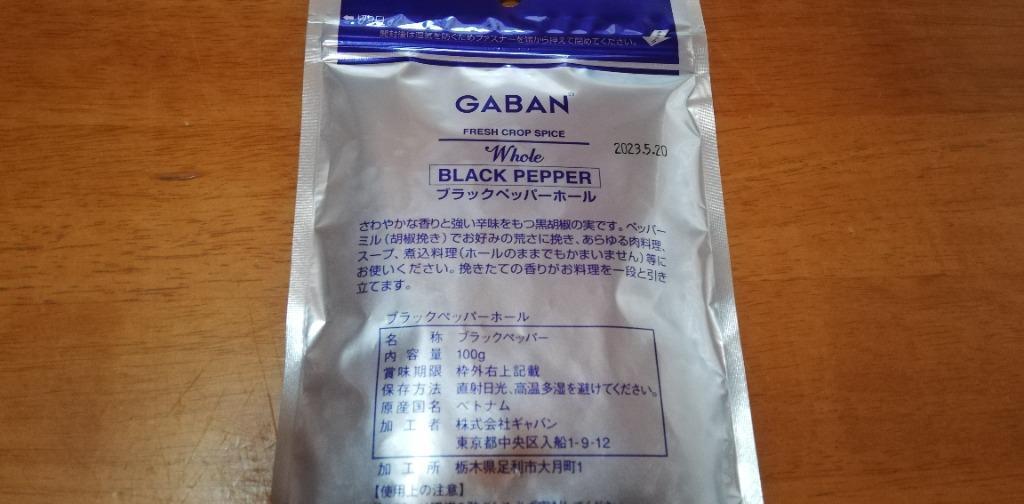 切り口
開封後は湿気を防ぐためファスナーを端から押えて閉めてください。
GABAN
FRESH CROP SPICE
Whole
2023.5.20
BLACK PEPPER
ブラックペッパーホール
さわやかな香りと強い辛味をもつ黒胡椒の実です。ペッパー
ミル(胡椒挽き)でお好みの荒さに挽き、あらゆる肉料理、
スープ、煮込料理(ホールのままでもかまいません)等に
お使いください。挽きたての香りがお料理を一段と引き
立てます。
ブラックペッパーホール
名称 ブラックペッパー
内容量 100g
賞味期限 枠外右上記載
保存方法 直射日光、高温多湿を避けてください。
原産国名 ベトナム
加工者 株式会社ギャバン
東京都中央区入船1-9-12
加工所 栃木県足利市大月町1
【使用上の注意】